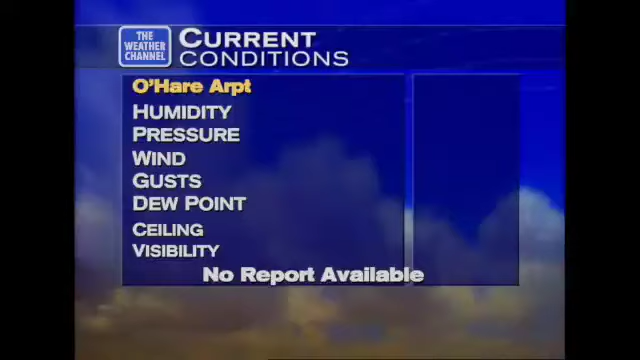 THE
WEATHER
CHANNEL
CURRENT
CONDITIONS
O'Hare Arpt
HUMIDITY
PRESSURE
WIND
GUSTS
DEW POINT
CEILING
VISIBILITY
No Report Available